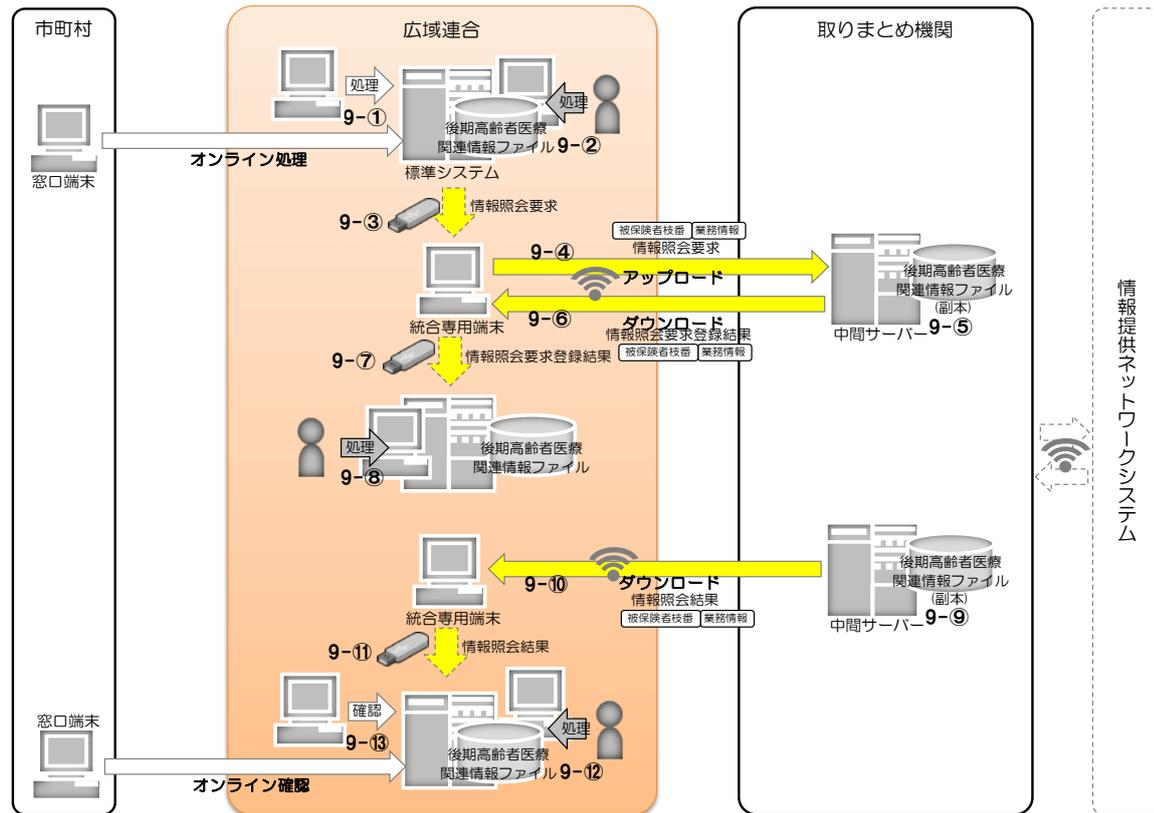 市町村
広域連合
取りまとめ機関
処理
処理
9-①
後期高齢者医療
関連情報ファイル
9-②
オンライン処理
標準システム
窓口端末
9-③
情報照会要求
被保険者枝番
業務情報
情報照会要求
9-④
アップロード
後期高齢者医療
関連情報ファイル
(副本)
9-⑥
ダウンロード
統合専用端末
情報照会要求登録結果
中間サーバー
9-⑤
被保険者枝番
業務情報
9-⑦
情報照会要求登録結果
情報提供ネットワークシステム
処理
後期高齢者医療
関連情報ファイル
9-⑧
後期高齢者医療
関連情報ファイル
(副本)
9-⑩
ダウンロード
情報照会結果
被保険者枝番
業務情報
統合専用端末
中間サーバー
9-⑨
9-⑪
情報照会結果
窓口端末
確認
処理
9-⑬
後期高齢者医療
関連情報ファイル
9-⑫
オンライン確認